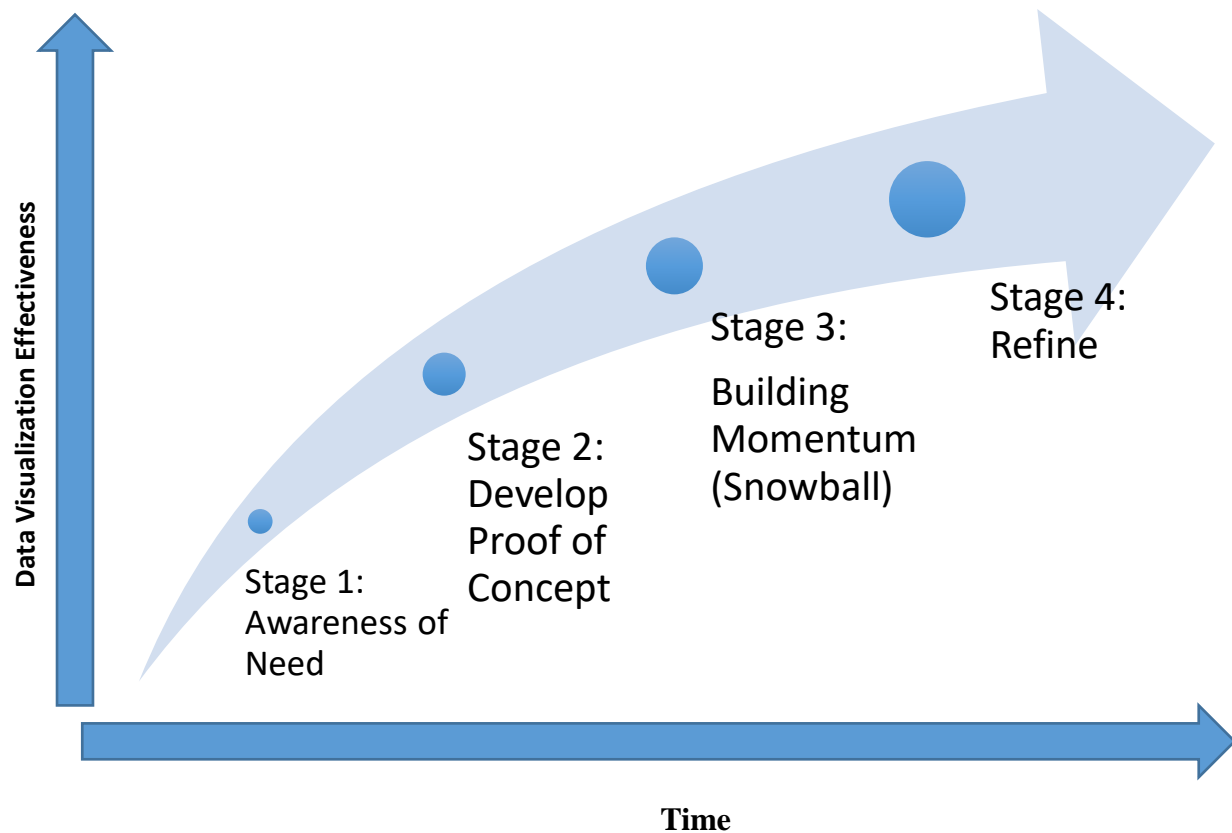 Data Visualization Effectiveness
Stage 1:
Awareness of
Need
Stage 2:
Develop
Proof of
Concept
Stage 3:
Building
Momentum
(Snowball)
Stage 4:
Refine
Time